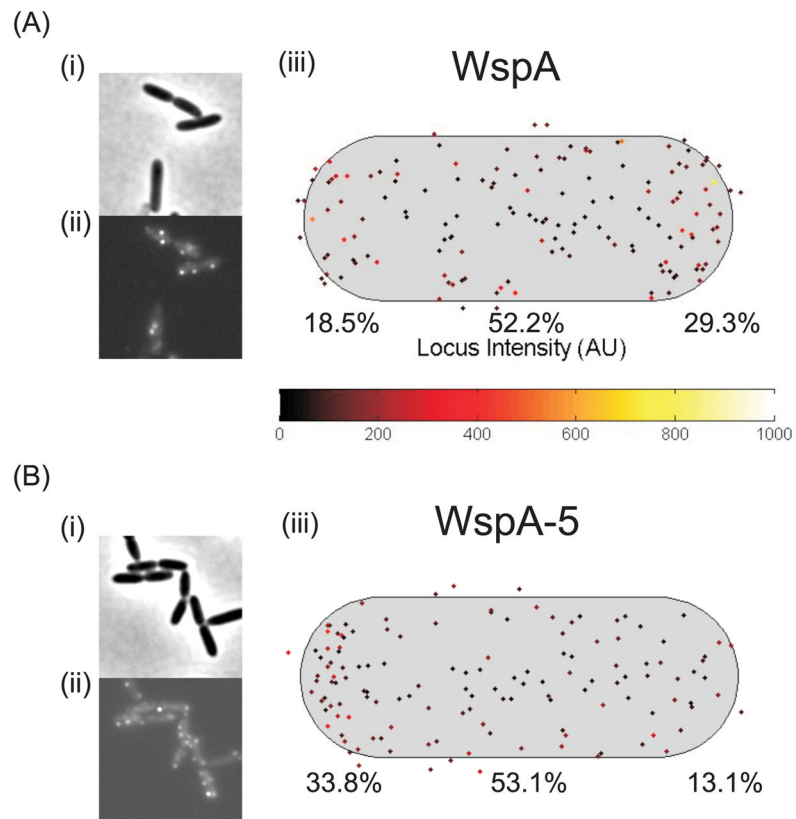 (A)
(i)
(ii)
(iii)
WspA
18.5% 52.2% 29.3%
Locus Intensity (AU)
0 200 400 600 800 1000
(B)
(i)
(ii)
(iii)
WspA-5
33.8% 53.1% 13.1%